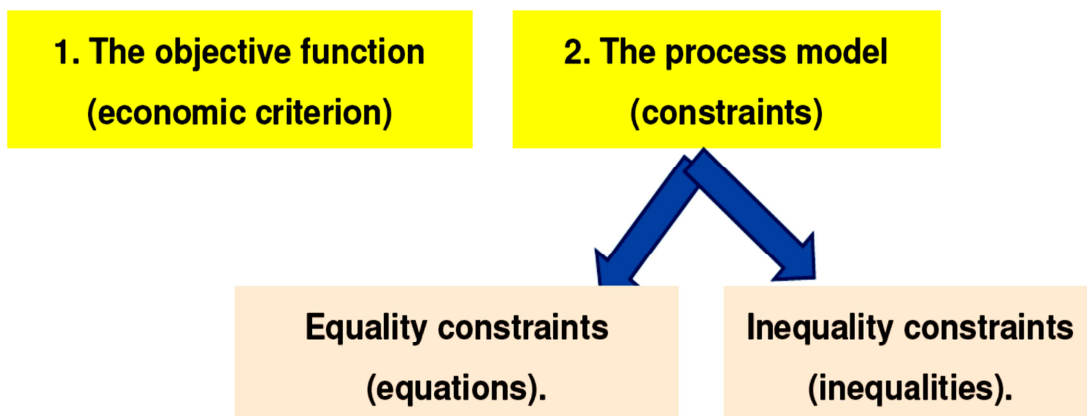 1. The objective function
(economic criterion)
2. The process model
(constraints)
Equality constraints
(equations).
Inequality constraints
(inequalities).